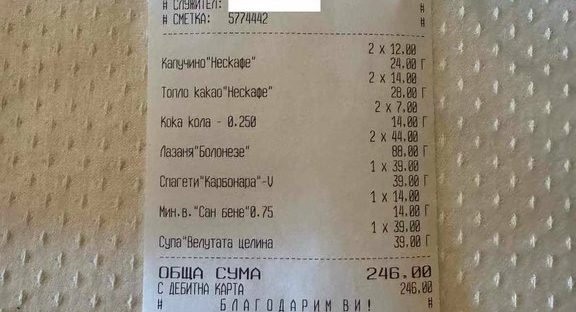 # СЛУЖИТЕЛ: #
# СМЕТКА: 5774442 #
2 x 12.00
Капучино"Нескафе" 24.00 Г
2 x 14.00
Топло какао"Нескафе" 28.00 Г
2 x 7.00
Кока кола - 0.250 14.00 Г
2 x 44.00
Лазаня"Болонезе" 88.00 Г
1 x 39.00
Спагети"Карбонара"-V 39.00 Г
1 x 14.00
Мин.в."Сан бене"0.75 14.00 Г
1 x 39.00
Супа"Велутата целина 39.00 Г
ОБЩА СУМА 246.00
С ДЕБИТНА КАРТА 246.00
# БЛАГОДАРИМ ВИ! #